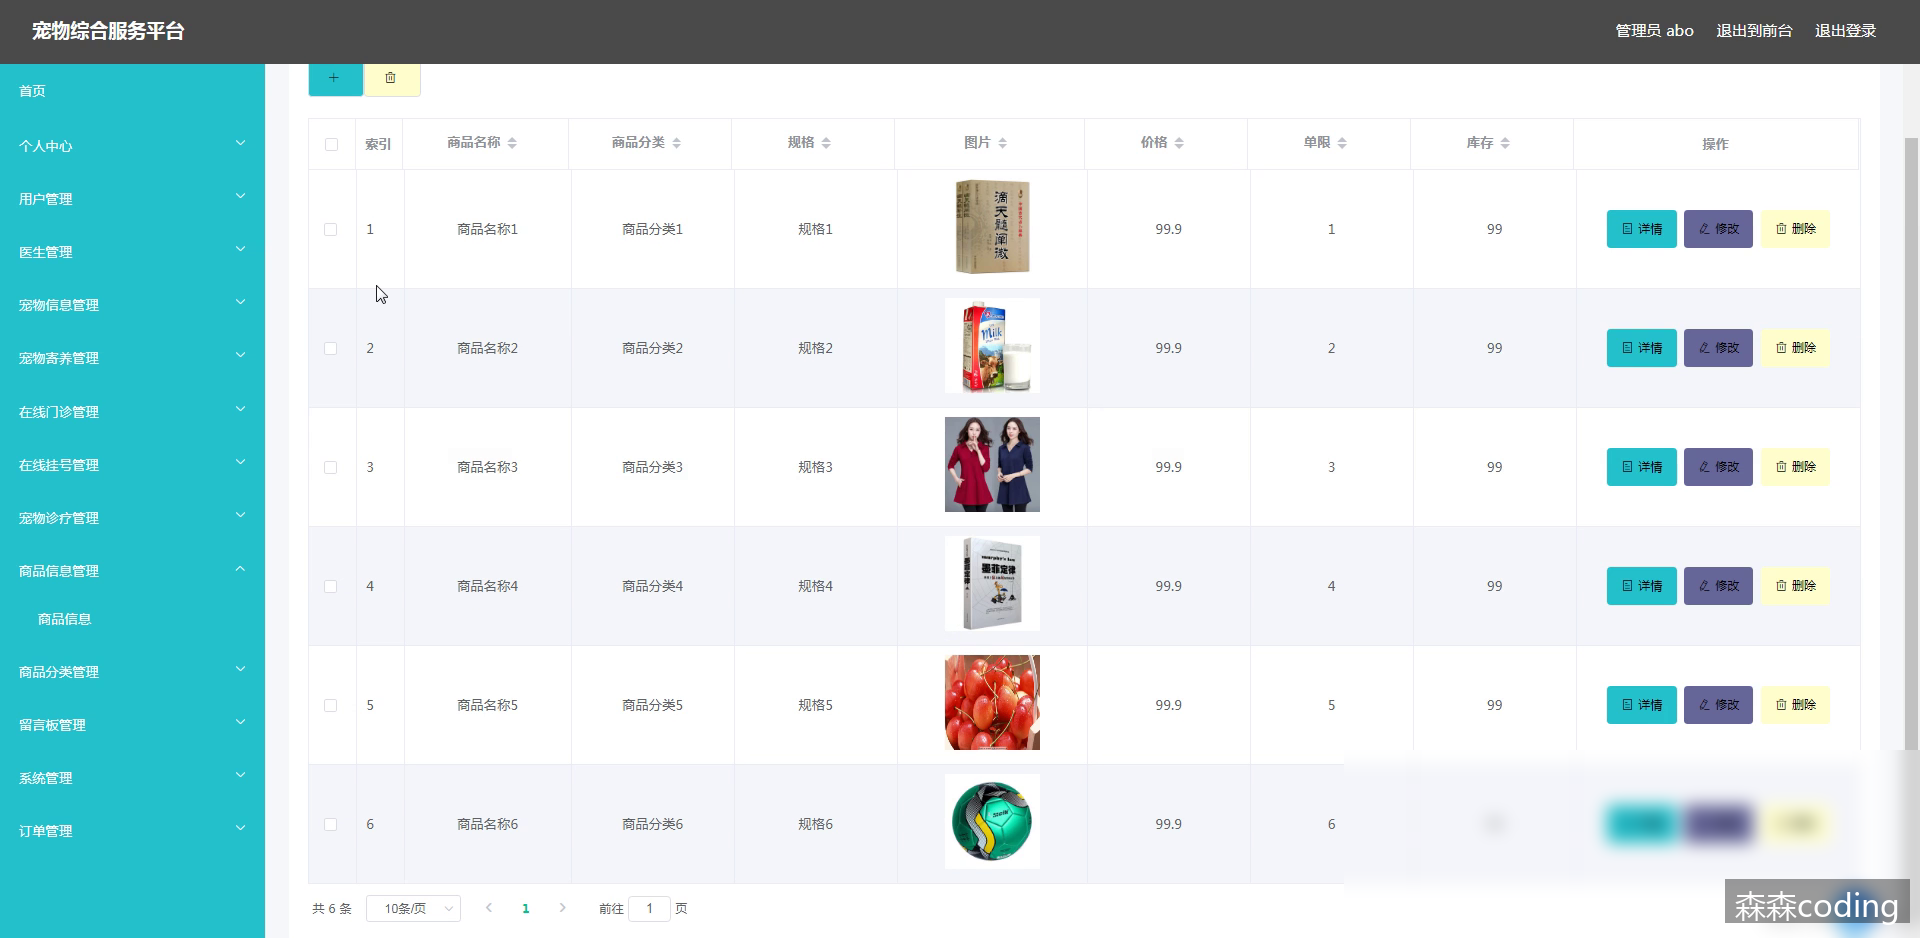 宠物综合服务平台
管理员 abo 退出到前台 退出登录
首页
个人中心
用户管理
医生管理
宠物信息管理
宠物寄养管理
在线门诊管理
在线挂号管理
宠物诊疗管理
商品信息管理
商品信息
商品分类管理
留言板管理
系统管理
订单管理
索引 商品名称 商品分类 规格 图片 价格 单限 库存 操作
1 商品名称1 商品分类1 规格1 99.9 1 99 详情 修改 删除
滴天髓阐微
2 商品名称2 商品分类2 规格2 99.9 2 99 详情 修改 删除
Milk
3 商品名称3 商品分类3 规格3 99.9 3 99 详情 修改 删除
4 商品名称4 商品分类4 规格4 99.9 4 99 详情 修改 删除
墨菲定律
墨菲定律
5 商品名称5 商品分类5 规格5 99.9 5 99 详情 修改 删除
6 商品名称6 商品分类6 规格6 99.9 6
共 6 条 10条/页 1 前往 1 页
森森coding